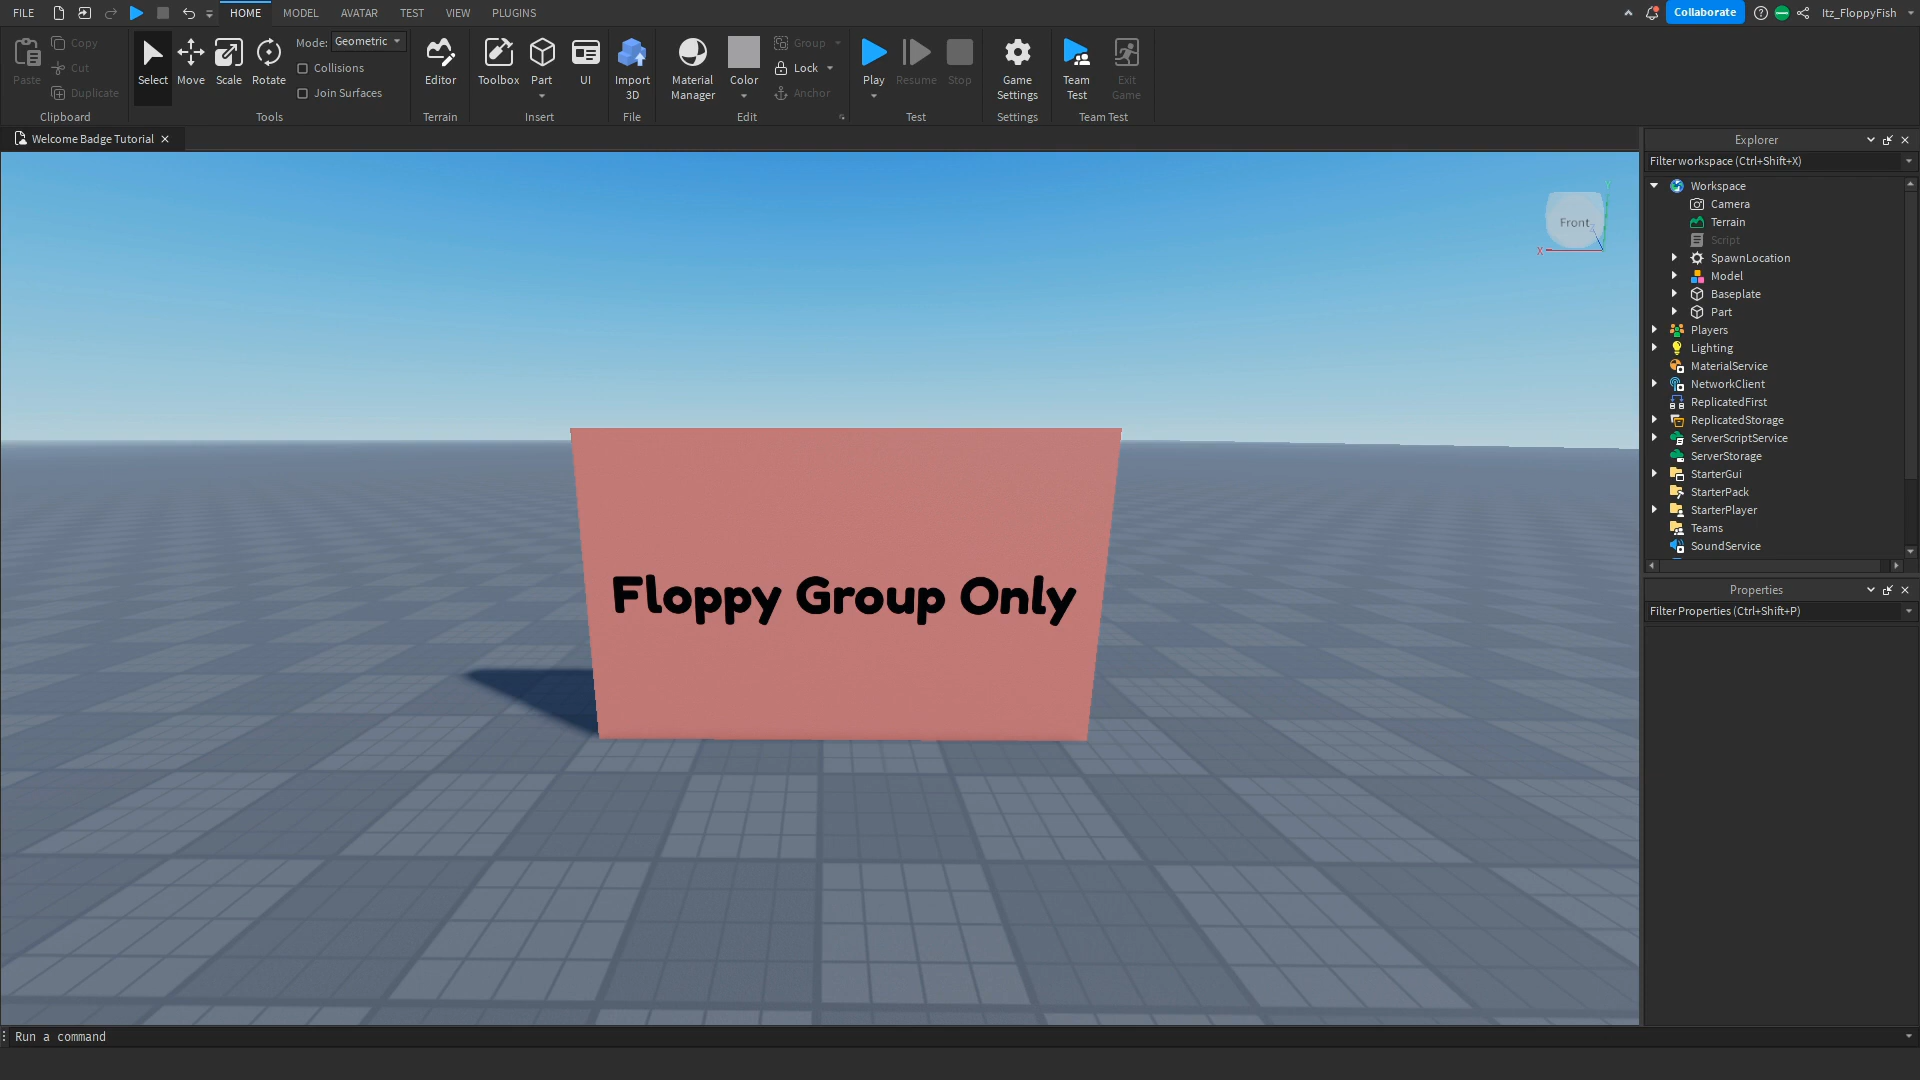 FILE HOME MODEL AVATAR TEST VIEW PLUGINS Collaborate Itz_FloppyFish
Paste
Copy
Cut
Duplicate
Clipboard
Select
Move
Scale
Rotate
Mode: Geometric
Collisions
Join Surfaces
Tools
Editor
Terrain
Toolbox
Part
UI
Insert
Import
3D
File
Material
Manager
Color
Group
Lock
Anchor
Edit
Play
Resume
Stop
Test
Game
Settings
Settings
Team
Test
Exit
Game
Team Test
Welcome Badge Tutorial
Front
X
Floppy Group Only
Explorer
Filter workspace (Ctrl+Shift+X)
Workspace
Camera
Terrain
Script
SpawnLocation
Model
Baseplate
Part
Players
Lighting
MaterialService
NetworkClient
ReplicatedFirst
ReplicatedStorage
ServerScriptService
ServerStorage
StarterGui
StarterPack
StarterPlayer
Teams
SoundService
Properties
Filter Properties (Ctrl+Shift+P)
Run a command